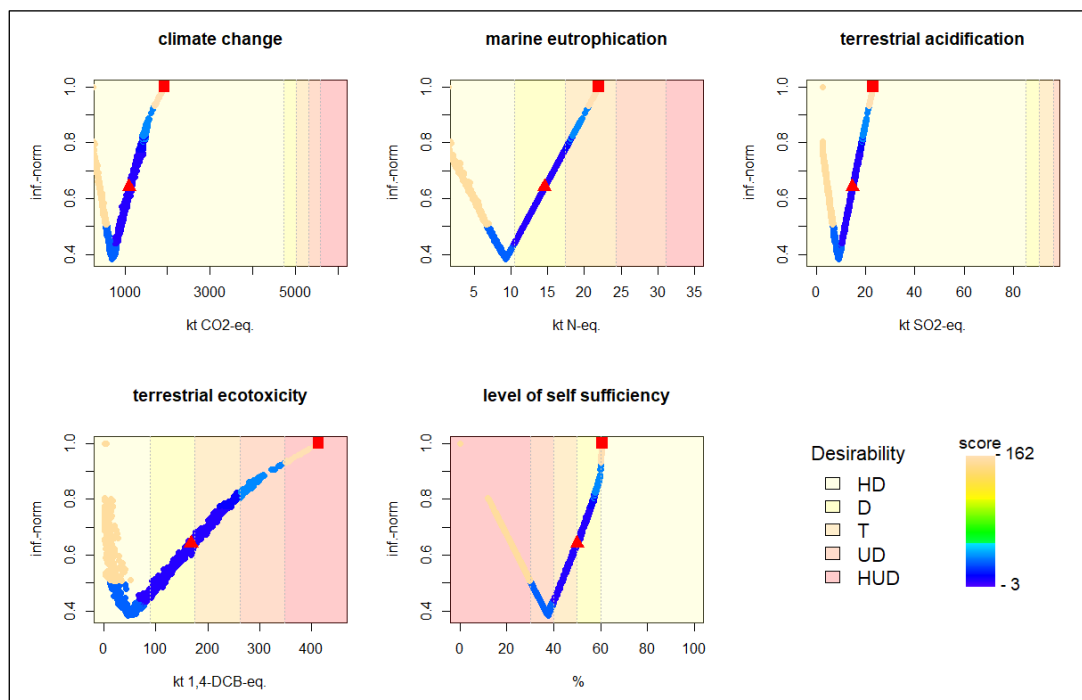 climate change
marine eutrophication
terrestrial acidification
inf.-norm
0.4 0.6 0.8 1.0
1000 3000 5000
kt CO2-eq.
inf.-norm
0.4 0.6 0.8 1.0
5 10 15 20 25 30 35
kt N-eq.
inf.-norm
0.4 0.6 0.8 1.0
0 20 40 60 80
kt SO2-eq.
terrestrial ecotoxicity
level of self sufficiency
inf.-norm
0.4 0.6 0.8 1.0
0 100 200 300 400
kt 1,4-DCB-eq.
inf.-norm
0.4 0.6 0.8 1.0
0 20 40 60 80 100
%
Desirability
HD
D
T
UD
HUD
score
- 162
- 3